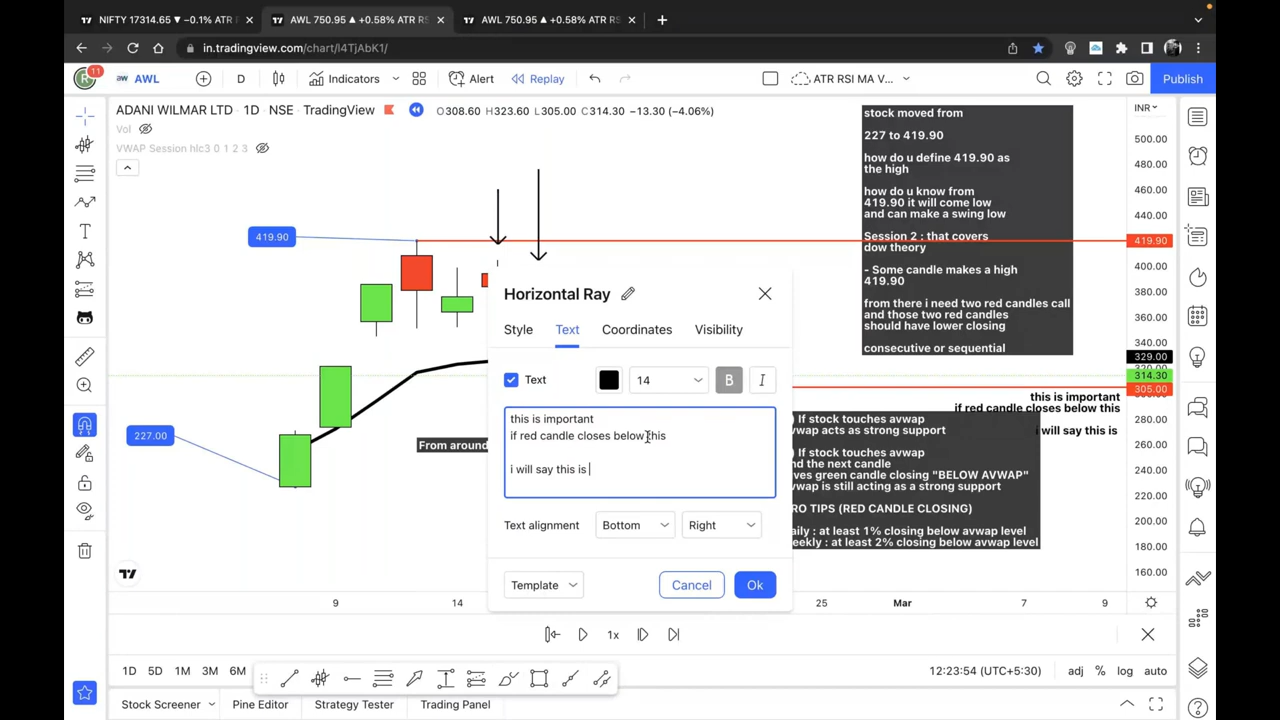 NIFTY 17314.65 ▼ −0.1% ATR F
AWL 750.95 ▲ +0.58% ATR RS
AWL 750.95 ▲ +0.58% ATR RS
in.tradingview.com/chart/l4TjAbK1/
R 11 AWL D Indicators Alert Replay ATR RSI MA V... Publish
ADANI WILMAR LTD · 1D · NSE · TradingView O308.60 H323.60 L305.00 C314.30 −13.30 (−4.06%)
INR
Vol
VWAP Session hlc3 0 1 2 3
stock moved from
227 to 419.90
how do u define 419.90 as
the high
how do u know from
419.90 it will come low
and can make a swing low
Session 2 : that covers
dow theory
- Some candle makes a high
419.90
from there i need two red candles call
and those two red candles
should have lower closing
consecutive or sequential
419.90
227.00
From around
Horizontal Ray
Style Text Coordinates Visibility
Text 14 B I
this is important
if red candle closes below this
i will say this is
Text alignment Bottom Right
Template Cancel Ok
this is important
if red candle closes below this
i will say this is
) If stock touches avwap
vwap acts as strong support
) If stock touches avwap
nd the next candle
ives green candle closing "BELOW AVWAP"
vwap is still acting as a strong support
RO TIPS (RED CANDLE CLOSING)
aily : at least 1% closing below avwap level
eekly : at least 2% closing below avwap level
500.00
480.00
460.00
440.00
419.90
400.00
380.00
360.00
340.00
329.00
314.30
305.00
280.00
260.00
240.00
220.00
200.00
180.00
160.00
9 14 25 Mar 7 9
1x
1D 5D 1M 3M 6M
12:23:54 (UTC+5:30) adj % log auto
Stock Screener Pine Editor Strategy Tester Trading Panel